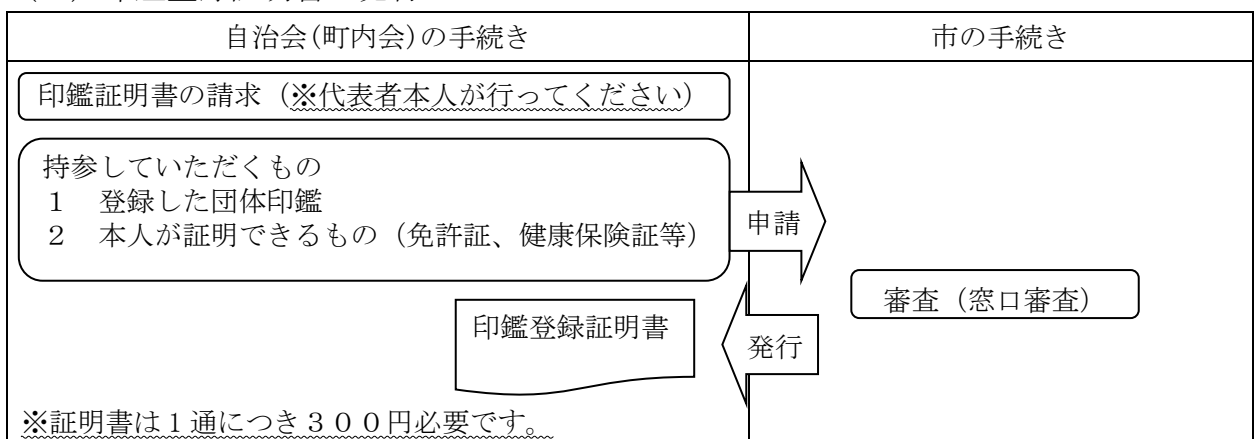 自治会(町内会)の手続き
市の手続き
印鑑証明書の請求（※代表者本人が行ってください）
持参していただくもの
１　登録した団体印鑑
２　本人が証明できるもの（免許証、健康保険証等）
申請
審査（窓口審査）
印鑑登録証明書
発行
※証明書は１通につき３００円必要です。